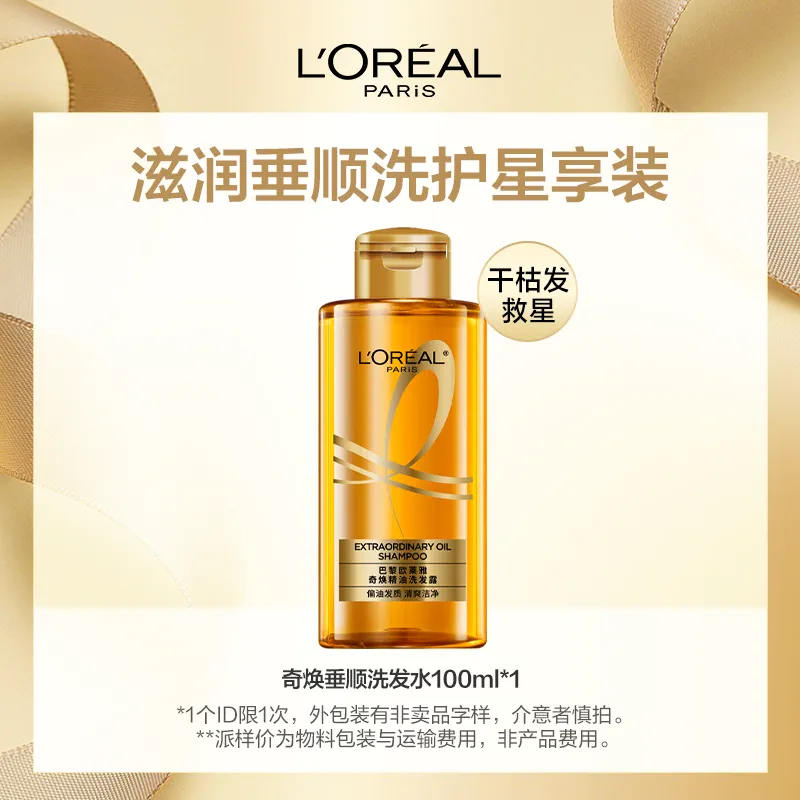 L'ORÉAL
PARiS
滋润垂顺洗护星享装
干枯发
救星
L'ORÉAL®
PARiS
EXTRAORDINARY OIL
SHAMPOO
巴黎欧莱雅
奇焕精油洗发露
偏油发质 清爽洁净
奇焕垂顺洗发水100ml*1
*1个ID限1次，外包装有非卖品字样，介意者慎拍。
**派样价为物料包装与运输费用，非产品费用。